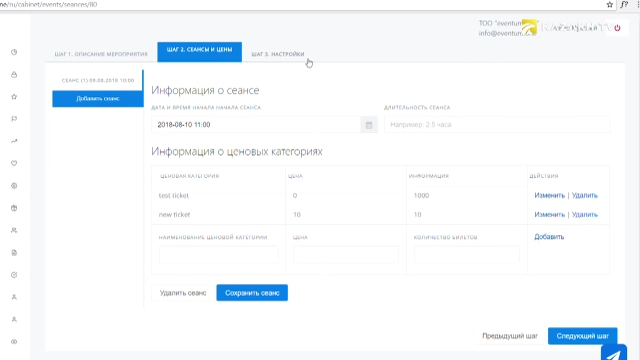 ne/ru/cabinet/events/seances/80
ТОО "eventum
info@eventum.
ШАГ 1. ОПИСАНИЕ МЕРОПРИЯТИЯ
ШАГ 2. СЕАНСЫ И ЦЕНЫ
ШАГ 3. НАСТРОЙКИ
СЕАНС (1) 09.08.2018 10:00
Добавить сеанс
Информация о сеансе
ДАТА И ВРЕМЯ НАЧАЛА НАЧАЛА СЕАНСА
ДЛИТЕЛЬНОСТЬ СЕАНСА
2018-08-10 11:00
Например: 2.5 часа
Информация о ценовых категориях
ЦЕНОВАЯ КАТЕГОРИЯ ЦЕНА ИНФОРМАЦИЯ ДЕЙСТВИЯ
test ticket 0 1000 Изменить | Удалить
new ticket 10 10 Изменить | Удалить
НАИМЕНОВАНИЕ ЦЕНОВОЙ КАТЕГОРИИ ЦЕНА КОЛИЧЕСТВО БИЛЕТОВ Добавить
Удалить сеанс Сохранить сеанс
Предыдущий шаг Следующий шаг